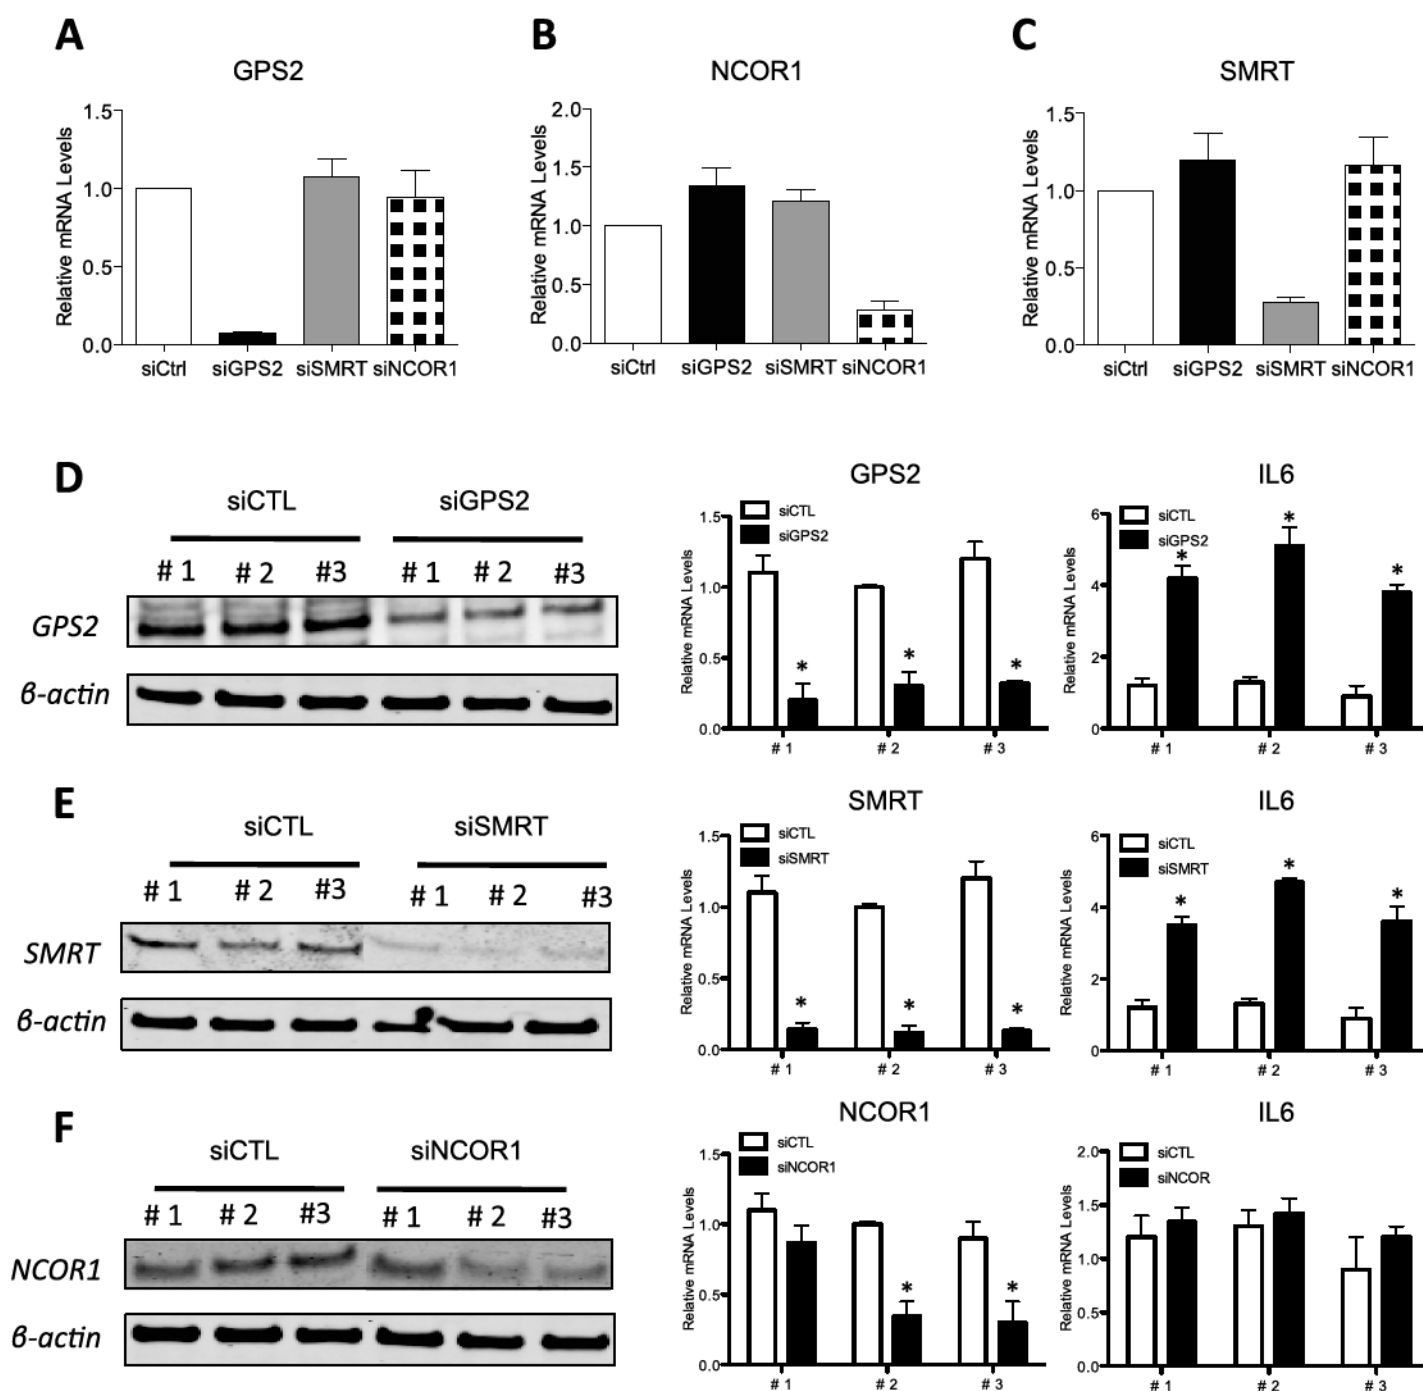 A
GPS2
Relative mRNA Levels
1.5
1.0
0.5
0.0
siCtrl siGPS2 siSMRT siNCOR1
B
NCOR1
Relative mRNA Levels
2.0
1.5
1.0
0.5
0.0
siCtrl siGPS2 siSMRT siNCOR1
C
SMRT
Relative mRNA Levels
1.5
1.0
0.5
0.0
siCtrl siGPS2 siSMRT siNCOR1
D
siCTL siGPS2
# 1 # 2 #3 # 1 # 2 #3
GPS2
β-actin
GPS2
siCTL
siGPS2
Relative mRNA Levels
1.5
1.0
0.5
0.0
* * *
# 1 # 2 # 3
IL6
siCTL
siGPS2
Relative mRNA Levels
6
4
2
0
* * *
# 1 # 2 # 3
E
siCTL siSMRT
# 1 # 2 #3 # 1 # 2 #3
SMRT
β-actin
SMRT
siCTL
siSMRT
Relative mRNA Levels
1.5
1.0
0.5
0.0
* * *
# 1 # 2 # 3
IL6
siCTL
siSMRT
Relative mRNA Levels
6
4
2
0
* * *
# 1 # 2 # 3
F
siCTL siNCOR1
# 1 # 2 #3 # 1 # 2 #3
NCOR1
β-actin
NCOR1
siCTL
siNCOR1
Relative mRNA Levels
1.5
1.0
0.5
0.0
* *
# 1 # 2 # 3
IL6
siCTL
siNCOR
Relative mRNA Levels
2.0
1.5
1.0
0.5
0.0
# 1 # 2 # 3